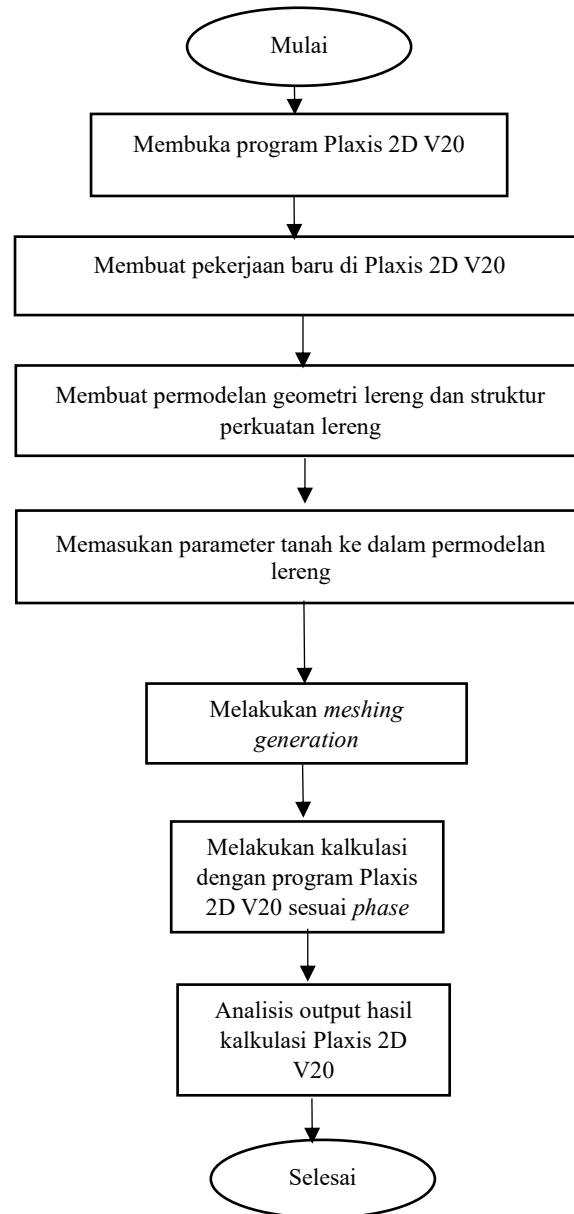 Mulai
Membuka program Plaxis 2D V20
Membuat pekerjaan baru di Plaxis 2D V20
Membuat permodelan geometri lereng dan struktur
perkuatan lereng
Memasukan parameter tanah ke dalam permodelan
lereng
Melakukan meshing
generation
Melakukan kalkulasi
dengan program Plaxis
2D V20 sesuai phase
Analisis output hasil
kalkulasi Plaxis 2D
V20
Selesai